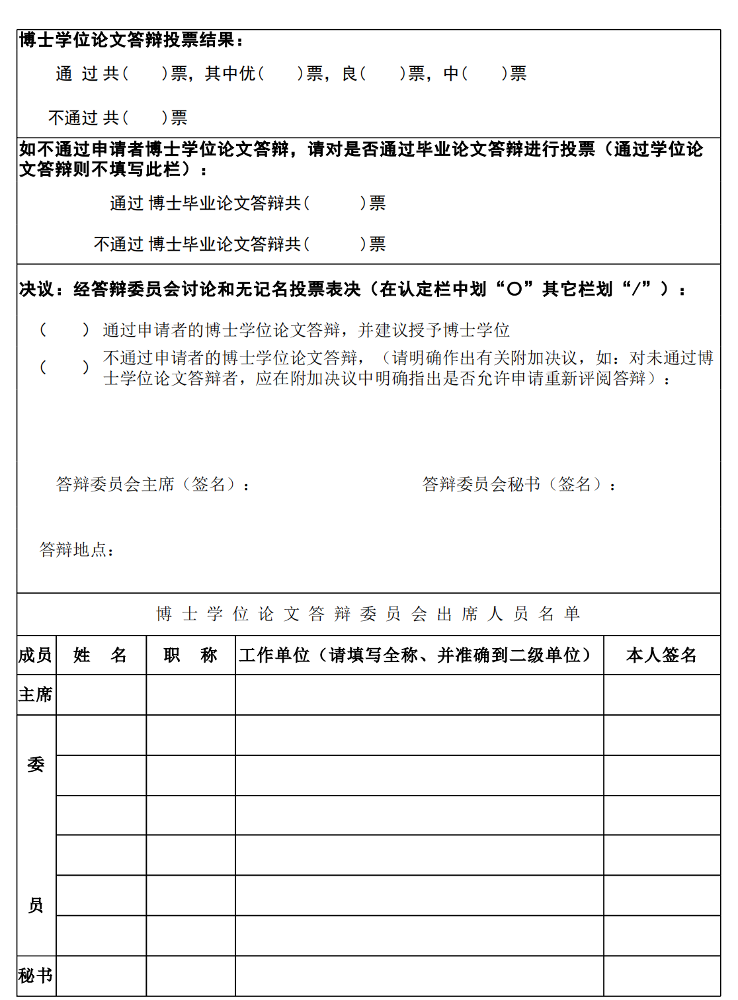 博士学位论文答辩投票结果：
通 过 共(    )票，其中优(    )票，良(    )票，中(    )票
不通过 共(    )票
如不通过申请者博士学位论文答辩，请对是否通过毕业论文答辩进行投票（通过学位论
文答辩则不填写此栏）：
通过 博士毕业论文答辩共(      )票
不通过 博士毕业论文答辩共(      )票
决议：经答辩委员会讨论和无记名投票表决（在认定栏中划“〇”其它栏划“/”）：
（    ）通过申请者的博士学位论文答辩，并建议授予博士学位
（    ）不通过申请者的博士学位论文答辩，（请明确作出有关附加决议，如：对未通过博
士学位论文答辩者，应在附加决议中明确指出是否允许申请重新评阅答辩）：
答辩委员会主席（签名）： 答辩委员会秘书（签名）：
答辩地点：
博士学位论文答辩委员会出席人员名单
成员 姓 名 职 称 工作单位（请填写全称、并准确到二级单位） 本人签名
主席
委
员
秘书